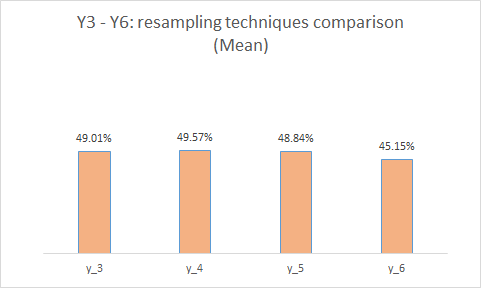 Y3 - Y6: resampling techniques comparison
(Mean)
49.01% 49.57% 48.84% 45.15%
y_3 y_4 y_5 y_6